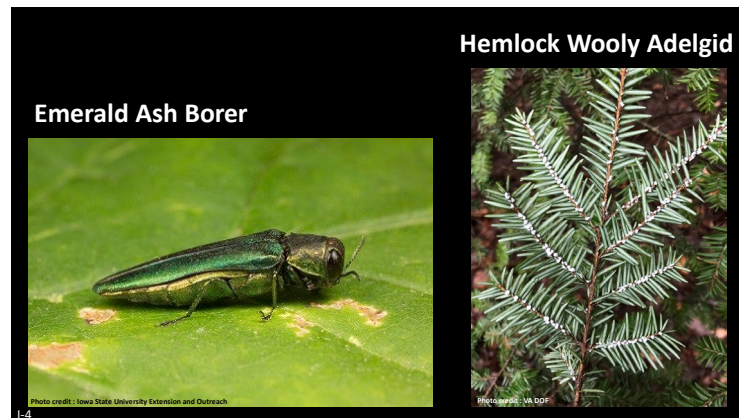 Hemlock Wooly Adelgid
Emerald Ash Borer
Photo credit : Iowa State University Extension and Outreach
Photo credit : VA DOF
I-4